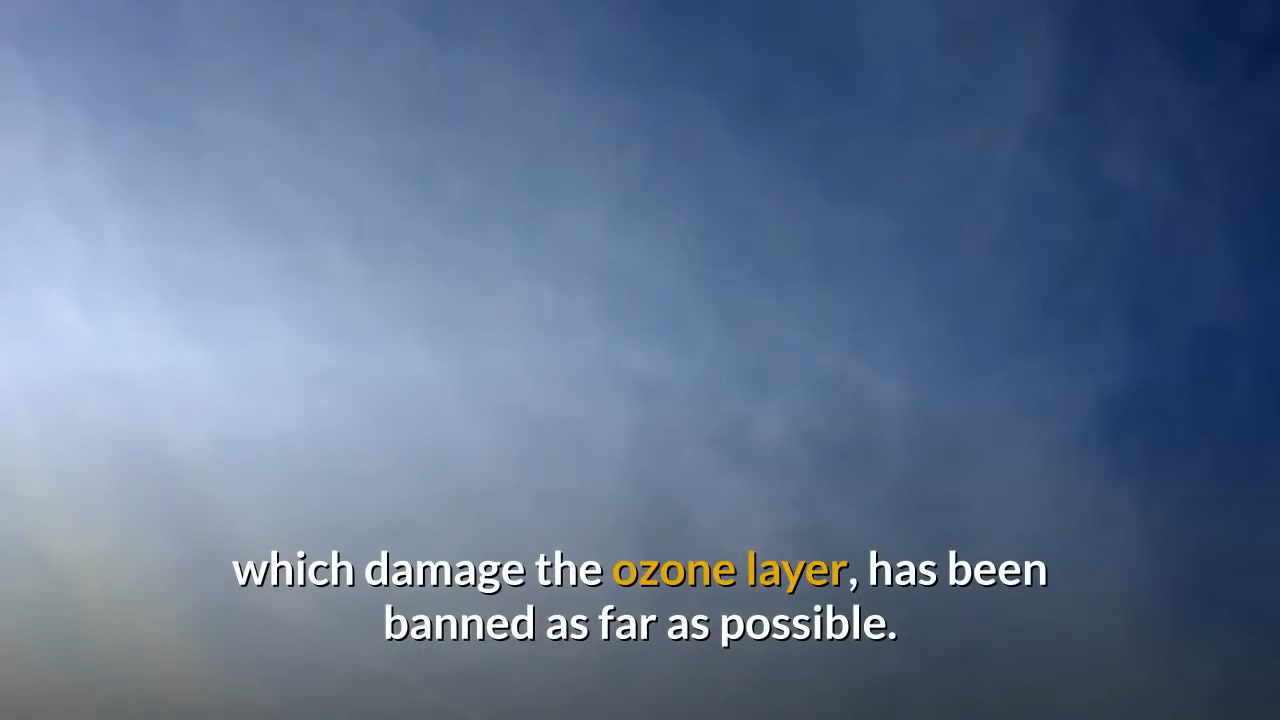 which damage the ozone layer, has been
banned as far as possible.